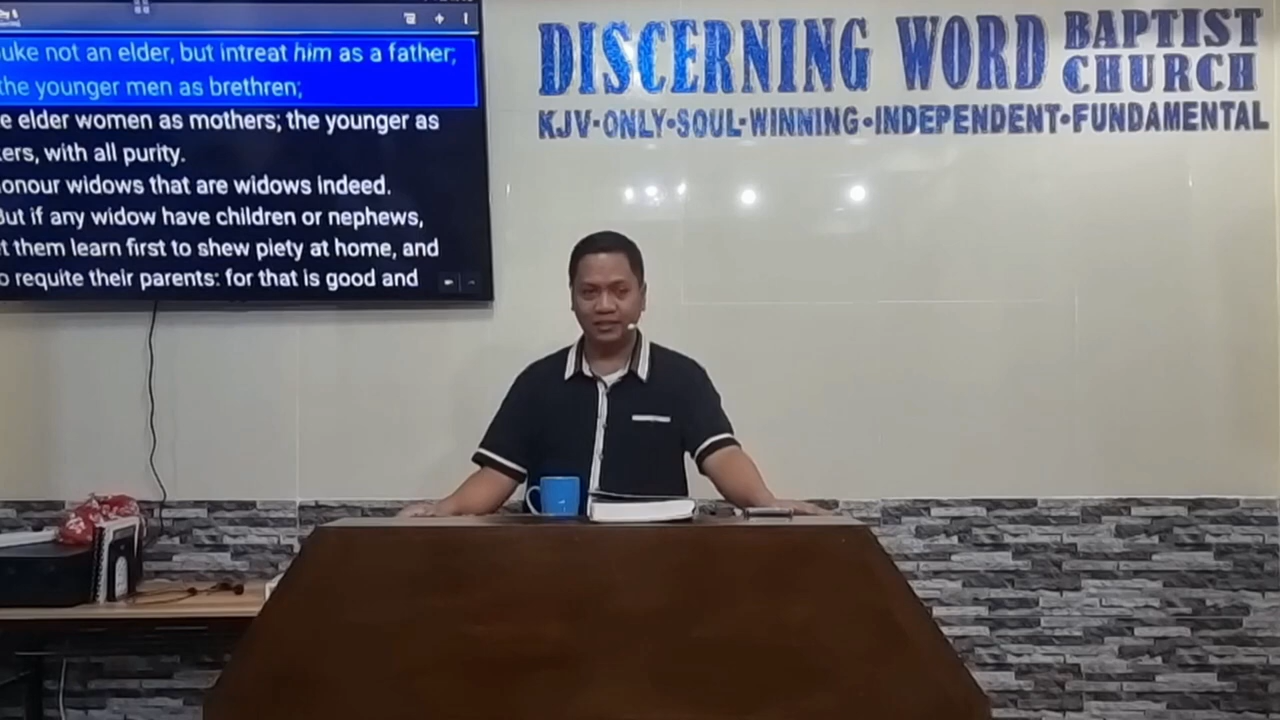 uke not an elder, but intreat him as a father;
the younger men as brethren;
e elder women as mothers; the younger as
ers, with all purity.
onour widows that are widows indeed.
But if any widow have children or nephews,
t them learn first to shew piety at home, and
o requite their parents: for that is good and
DISCERNING WORD BAPTIST CHURCH
KJV-ONLY•SOUL-WINNING•INDEPENDENT•FUNDAMENTAL